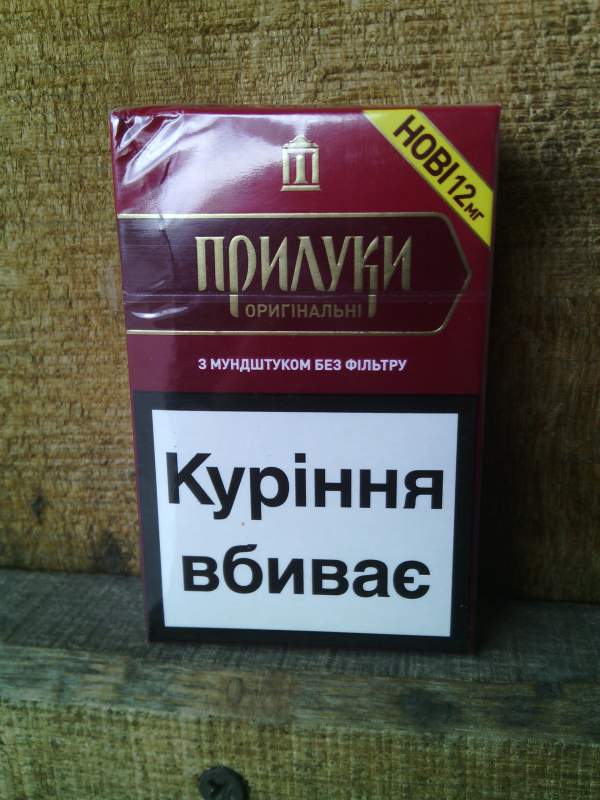 НОВІ 12 мг
ПРИЛУКИ
ОРИГІНАЛЬНІ
З МУНДШТУКОМ БЕЗ ФІЛЬТРУ
Куріння
вбиває